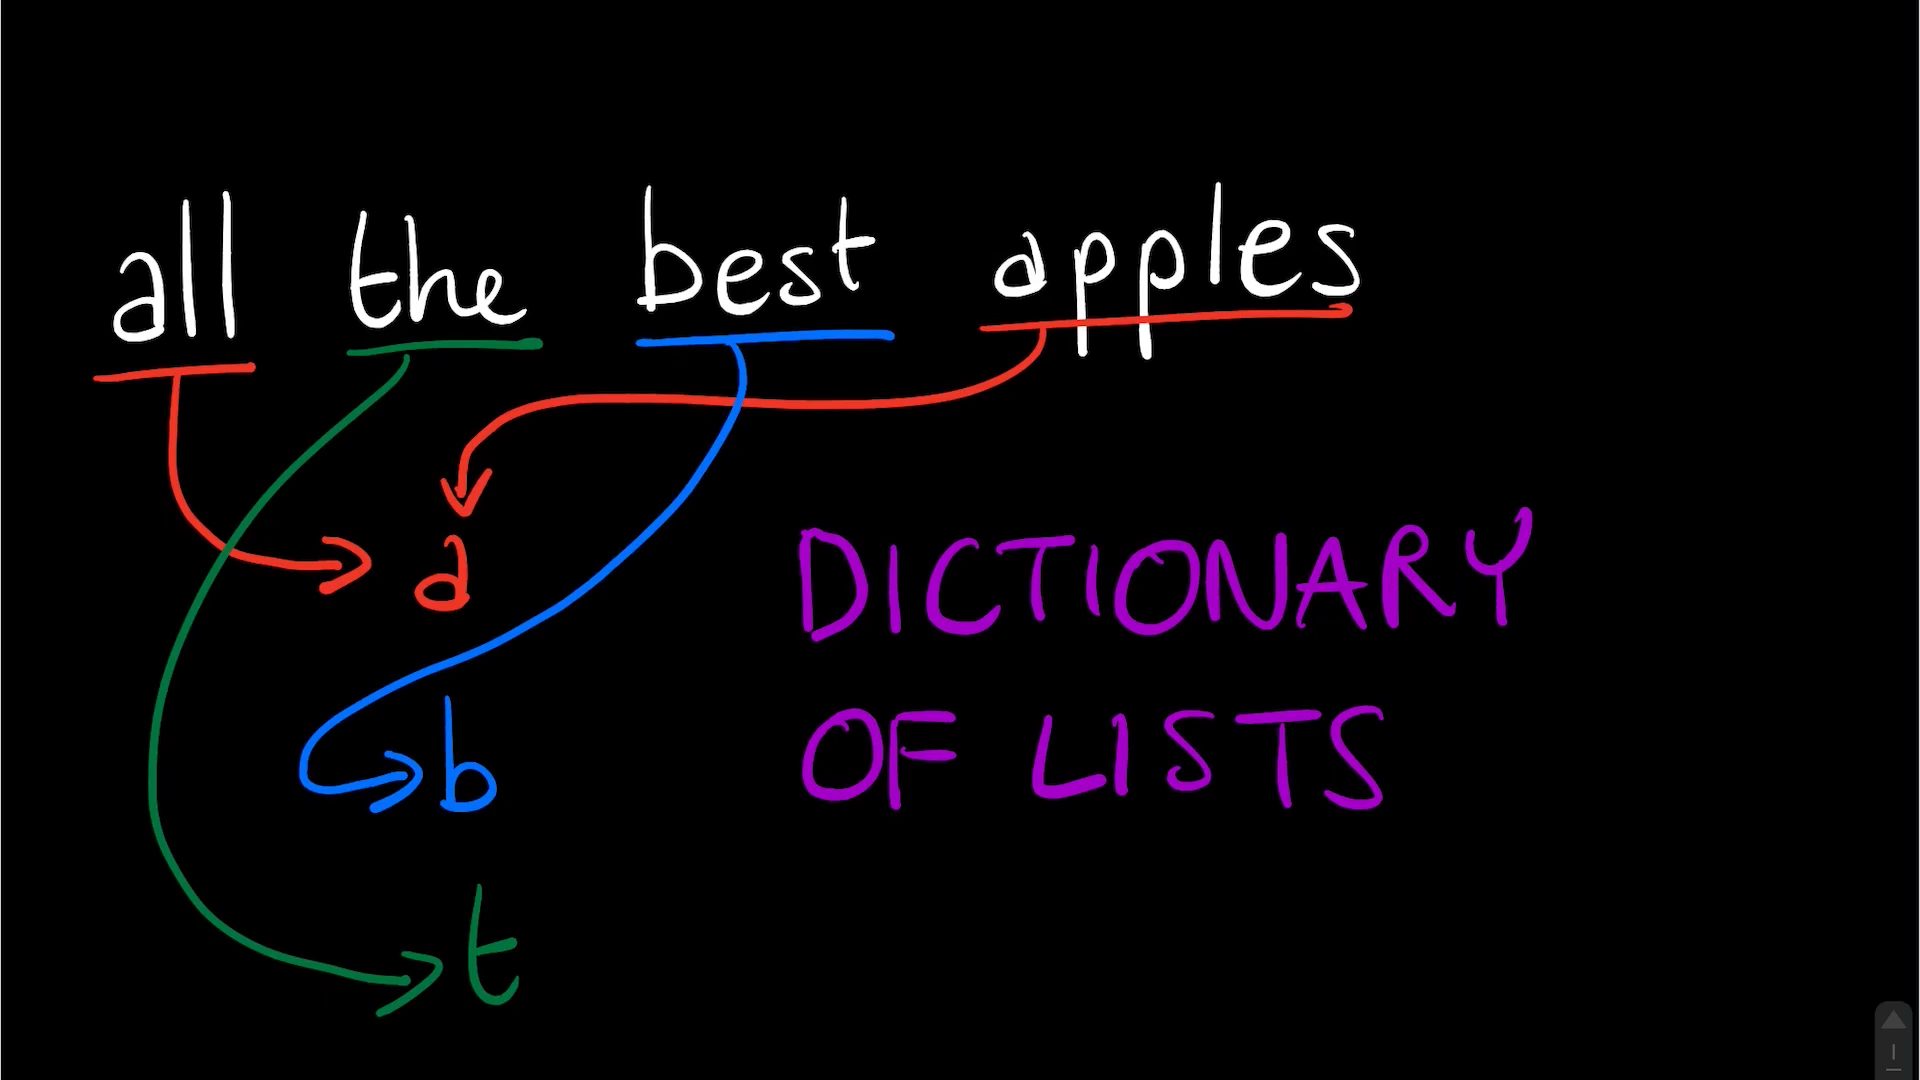 all the best apples
a
b
t
DICTIONARY
OF LISTS